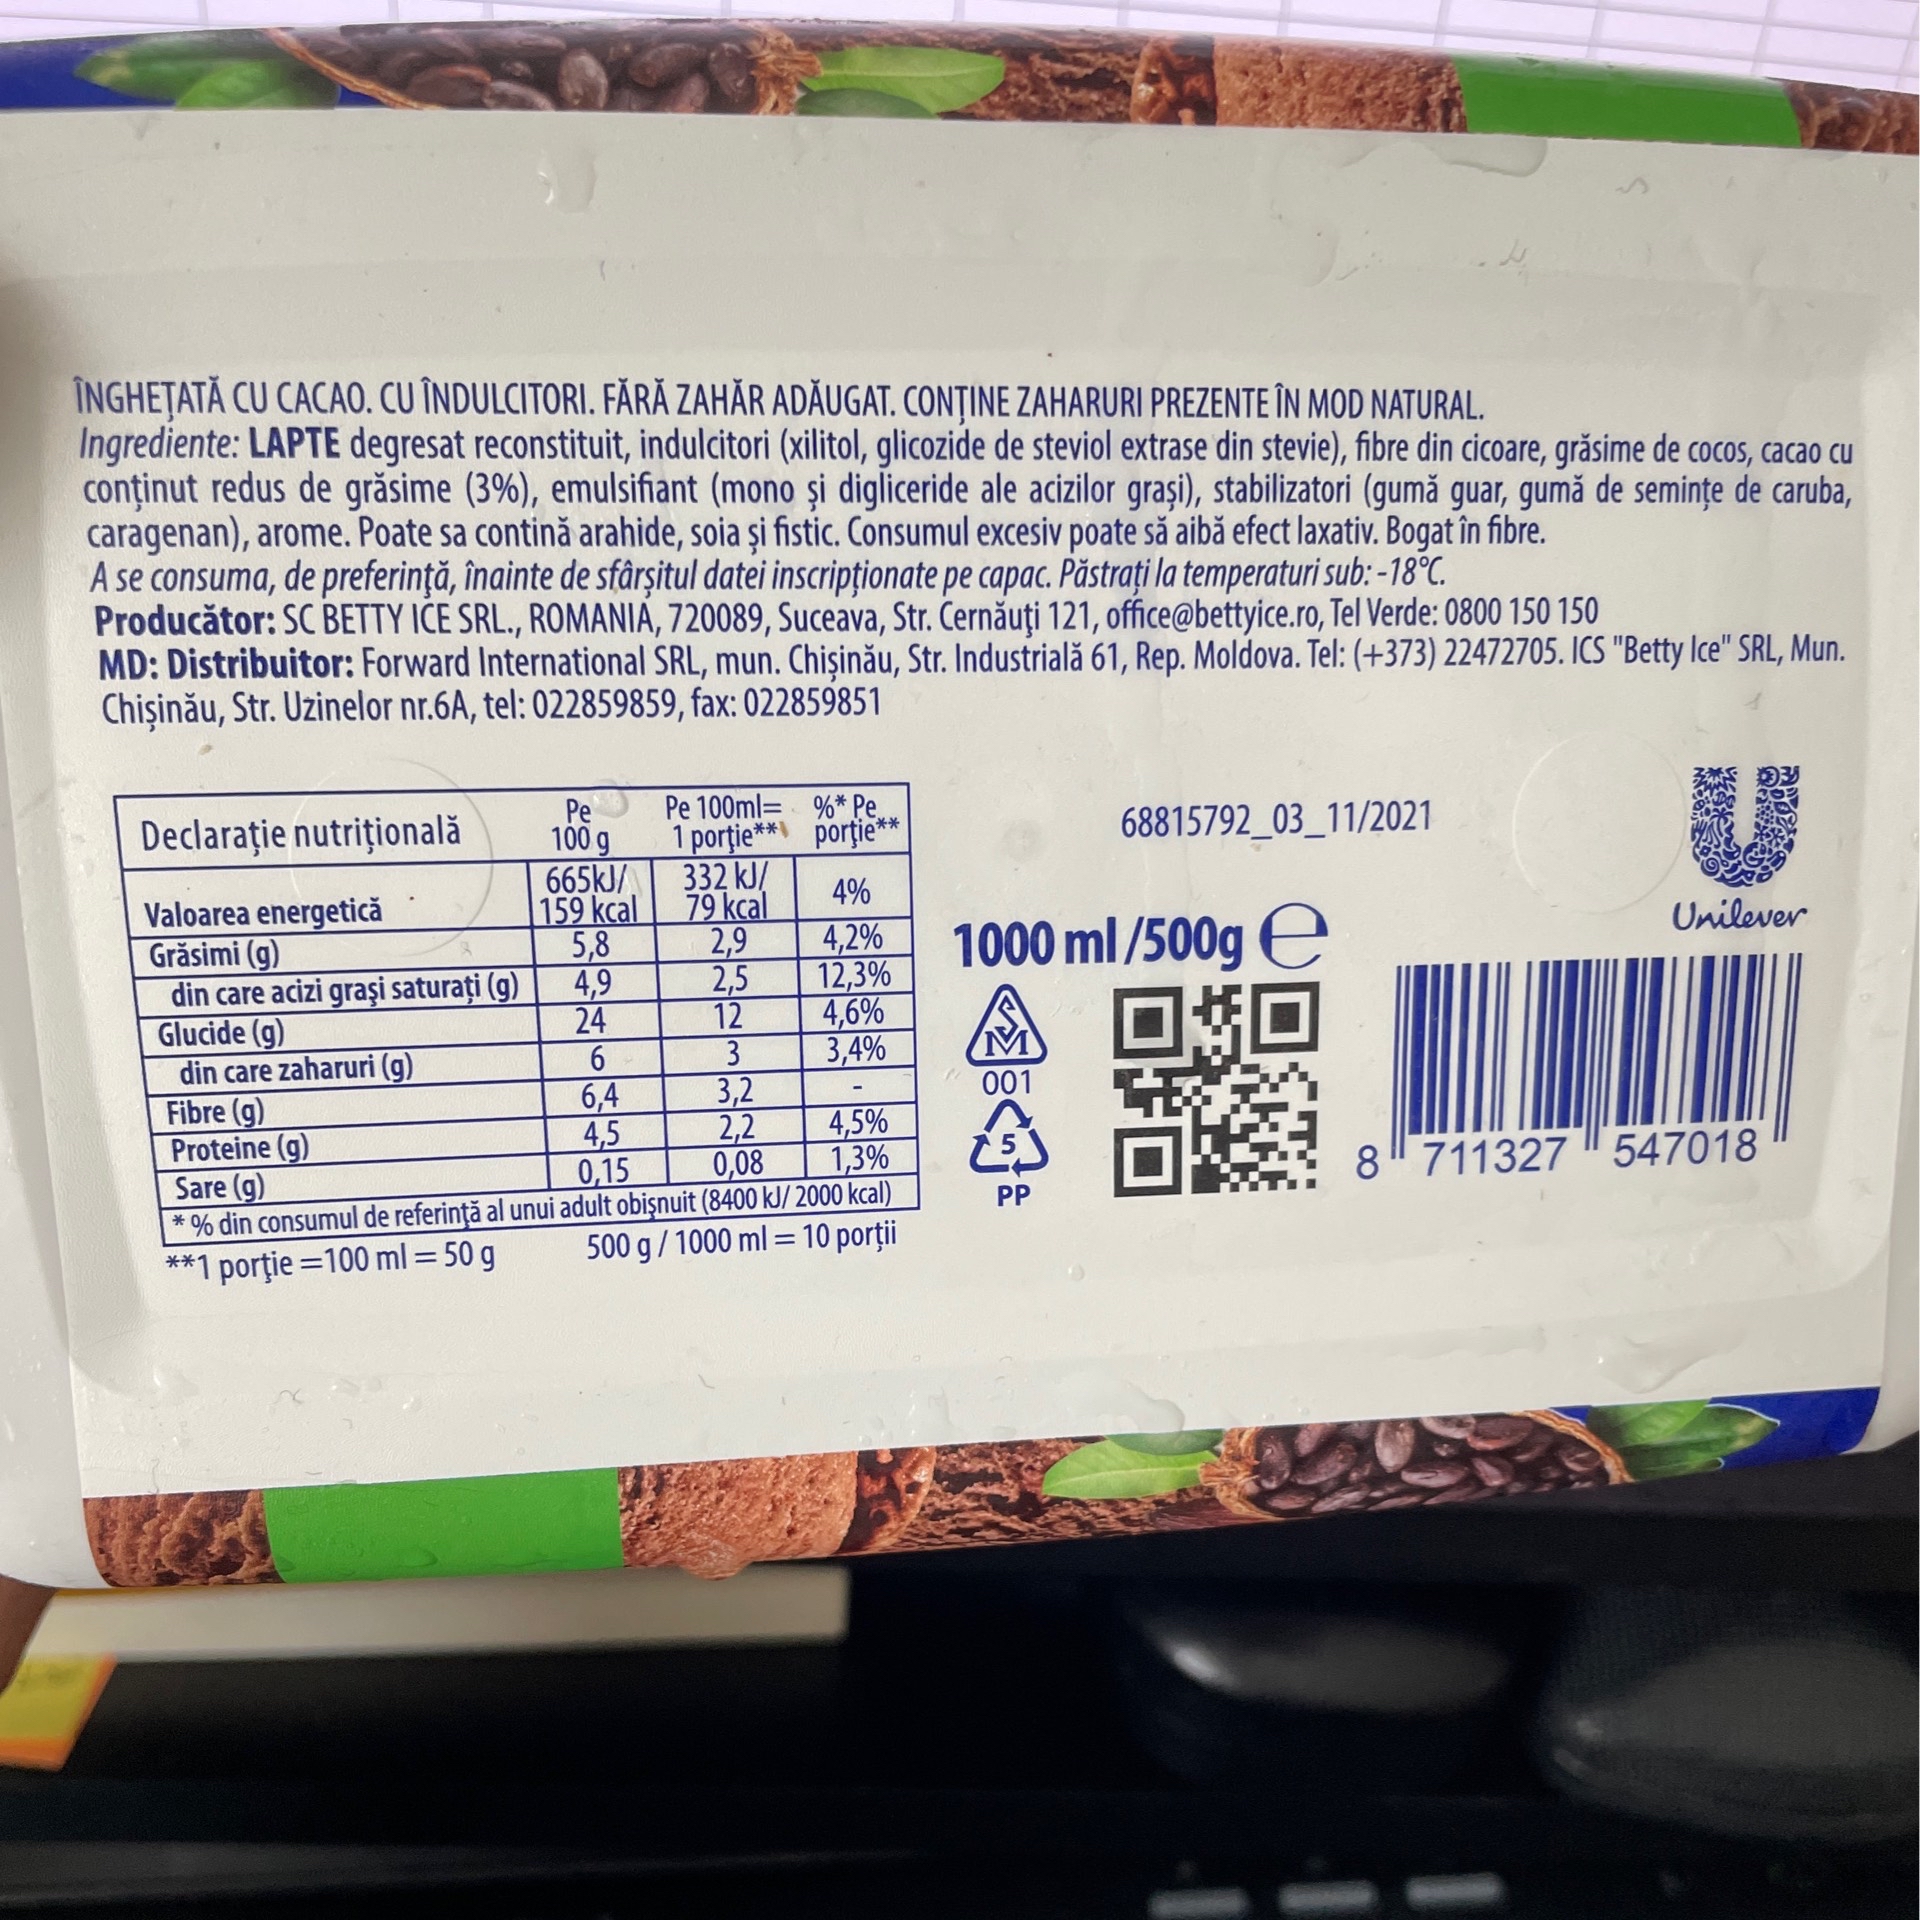 ÎNGHEȚATĂ CU CACAO. CU ÎNDULCITORI. FĂRĂ ZAHĂR ADĂUGAT. CONȚINE ZAHARURI PREZENTE ÎN MOD NATURAL.
Ingrediente: LAPTE degresat reconstituit, indulcitori (xilitol, glicozide de steviol extrase din stevie), fibre din cicoare, grăsime de cocos, cacao cu
conținut redus de grăsime (3%), emulsifiant (mono și digliceride ale acizilor grași), stabilizatori (gumă guar, gumă de semințe de caruba,
caragenan), arome. Poate sa contină arahide, soia și fistic. Consumul excesiv poate să aibă efect laxativ. Bogat în fibre.
A se consuma, de preferință, înainte de sfârșitul datei inscripționate pe capac. Păstrați la temperaturi sub: -18°C.
Producător: SC BETTY ICE SRL., ROMANIA, 720089, Suceava, Str. Cernăuți 121, office@bettyice.ro, Tel Verde: 0800 150 150
MD: Distribuitor: Forward International SRL, mun. Chișinău, Str. Industrială 61, Rep. Moldova. Tel: (+373) 22472705. ICS "Betty Ice" SRL, Mun.
Chișinău, Str. Uzinelor nr.6A, tel: 022859859, fax: 022859851
Declarație nutrițională Pe 100 g Pe 100ml= 1 porție** %* Pe porție**
Valoarea energetică 665kJ/ 159 kcal 332 kJ/ 79 kcal 4%
Grăsimi (g) 5,8 2,9 4,2%
din care acizi grași saturați (g) 4,9 2,5 12,3%
Glucide (g) 24 12 4,6%
din care zaharuri (g) 6 3 3,4%
Fibre (g) 6,4 3,2 -
Proteine (g) 4,5 2,2 4,5%
Sare (g) 0,15 0,08 1,3%
* % din consumul de referință al unui adult obișnuit (8400 kJ/ 2000 kcal)
**1 porție =100 ml = 50 g 500 g / 1000 ml = 10 porții
68815792_03_11/2021
1000 ml/500g e
SM
001
5
PP
Unilever
8 711327 547018